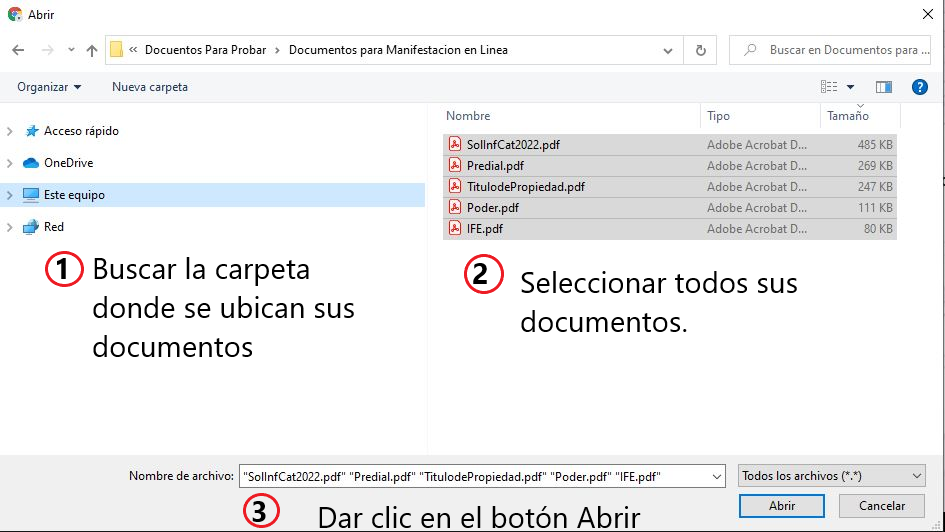 Abrir
« Docuentos Para Probar > Documentos para Manifestacion en Linea
Buscar en Documentos para ...
Organizar
Nueva carpeta
Nombre Tipo Tamaño
Acceso rápido
OneDrive
Este equipo
Red
SolInfCat2022.pdf Adobe Acrobat D... 485 KB
Predial.pdf Adobe Acrobat D... 269 KB
TitulodePropiedad.pdf Adobe Acrobat D... 247 KB
Poder.pdf Adobe Acrobat D... 111 KB
IFE.pdf Adobe Acrobat D... 80 KB
1 Buscar la carpeta
donde se ubican sus
documentos
2 Seleccionar todos sus
documentos.
Nombre de archivo: "SolInfCat2022.pdf" "Predial.pdf" "TitulodePropiedad.pdf" "Poder.pdf" "IFE.pdf"
Todos los archivos (*.*)
Abrir Cancelar
3 Dar clic en el botón Abrir